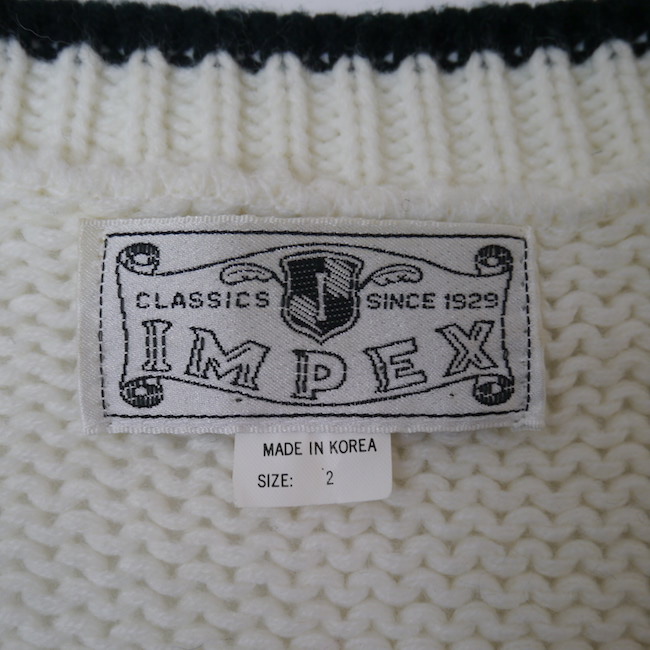 CLASSICS I SINCE 1929
IMPEX
MADE IN KOREA
SIZE: 2